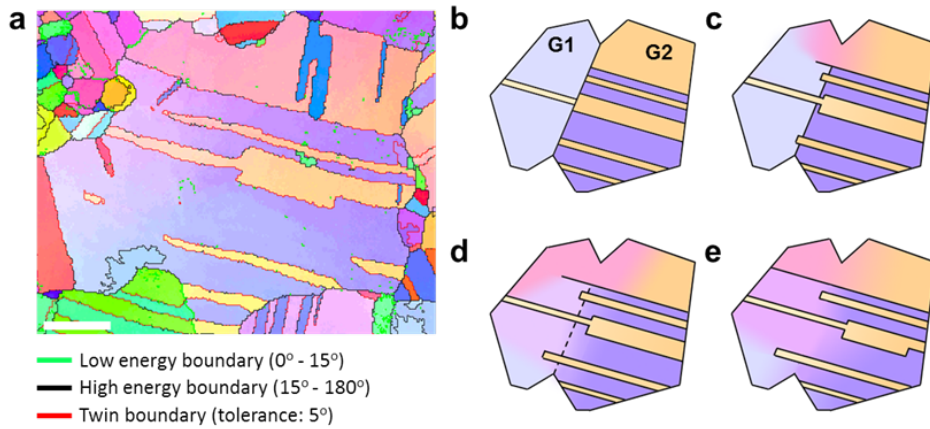 a
b
c
G1
G2
d
e
Low energy boundary (0° - 15°)
High energy boundary (15° - 180°)
Twin boundary (tolerance: 5°)